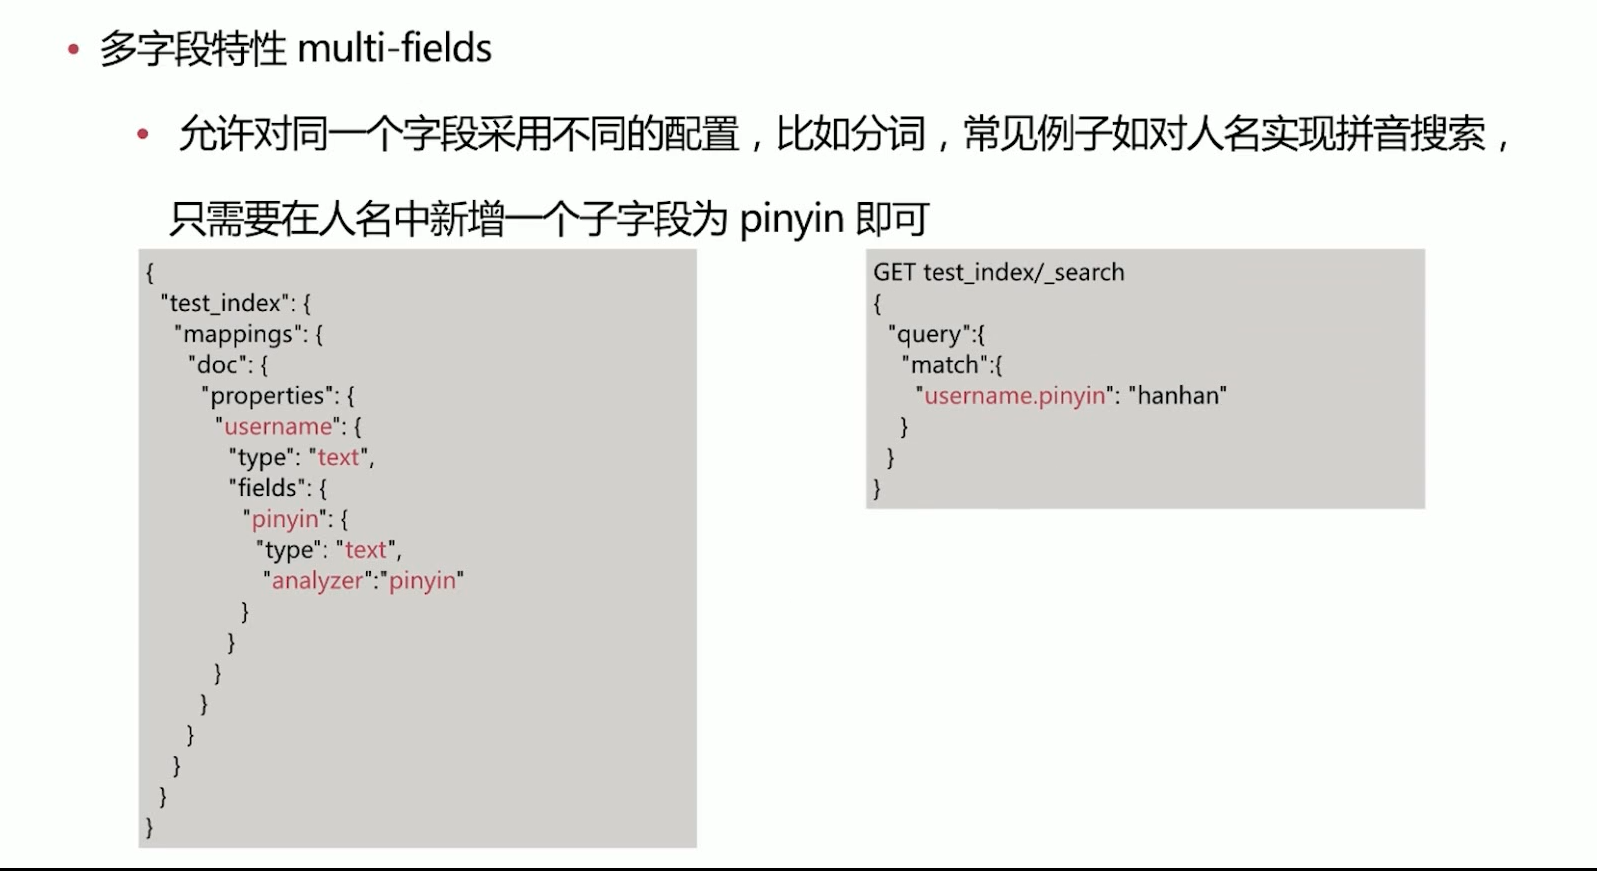 • 多字段特性 multi-fields
• 允许对同一个字段采用不同的配置，比如分词，常见例子如对人名实现拼音搜索，
只需要在人名中新增一个子字段为 pinyin 即可
{
"test_index": {
"mappings": {
"doc": {
"properties": {
"username": {
"type": "text",
"fields": {
"pinyin": {
"type": "text",
"analyzer":"pinyin"
}
}
}
}
}
}
}
}
GET test_index/_search
{
"query":{
"match":{
"username.pinyin": "hanhan"
}
}
}